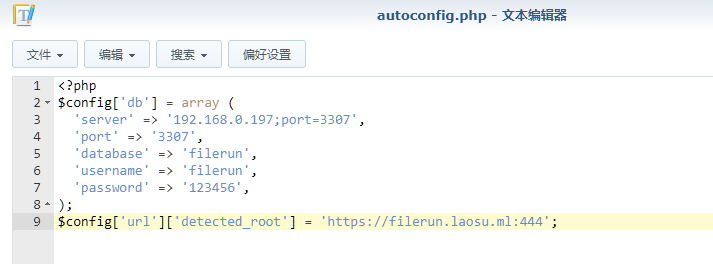 autoconfig.php - 文本编辑器
文件 编辑 搜索 偏好设置
1 <?php
2 $config['db'] = array (
3 'server' => '192.168.0.197;port=3307',
4 'port' => '3307',
5 'database' => 'filerun',
6 'username' => 'filerun',
7 'password' => '123456',
8 );
9 $config['url']['detected_root'] = 'https://filerun.laosu.ml:444';